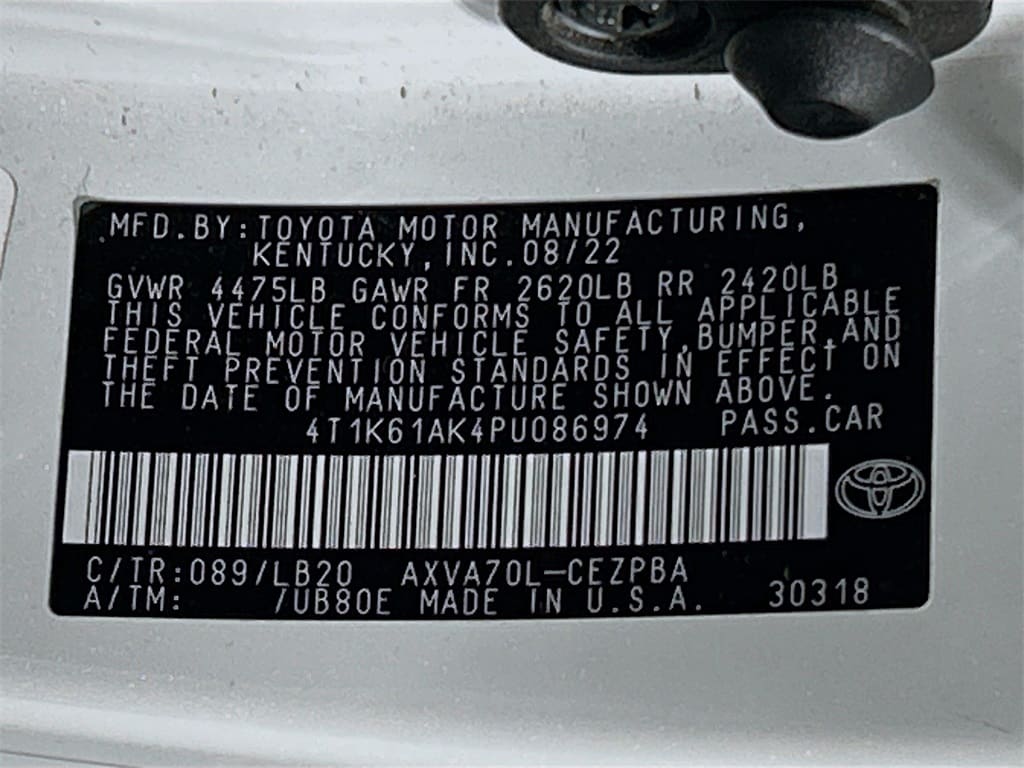 MFD.BY:TOYOTA MOTOR MANUFACTURING,
KENTUCKY,INC.08/22
GVWR 4475LB GAWR FR 2620LB RR 2420LB
THIS VEHICLE CONFORMS TO ALL APPLICABLE
FEDERAL MOTOR VEHICLE SAFETY,BUMPER,AND
THEFT PREVENTION STANDARDS IN EFFECT ON
THE DATE OF MANUFACTURE SHOWN ABOVE.
4T1K61AK4PU086974 PASS.CAR
C/TR:089/LB20 AXVA70L-CEZPBA
A/TM: /UB80E MADE IN U.S.A. 30318